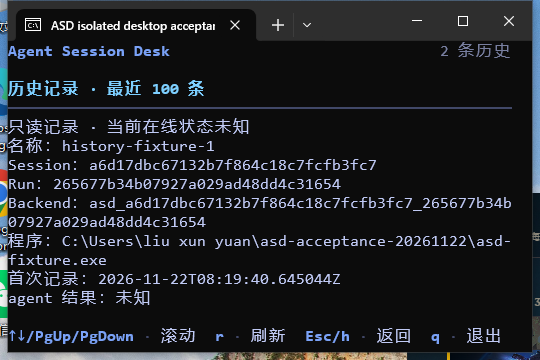 ASD isolated desktop acceptar
Agent Session Desk
2 条历史
历史记录 · 最近 100 条
只读记录 · 当前在线状态未知
名称: history-fixture-1
Session: a6d17dbc67132b7f864c18c7fcfb3fc7
Run: 265677b34b07927a029ad48dd4c31654
Backend: asd_a6d17dbc67132b7f864c18c7fcfb3fc7_265677b34b
07927a029ad48dd4c31654
程序: C:\Users\liu xun yuan\asd-acceptance-20261122\asd-
fixture.exe
首次记录: 2026-11-22T08:19:40.645044Z
agent 结果: 未知
↑↓/PgUp/PgDown · 滚动 r · 刷新 Esc/h · 返回 q · 退出